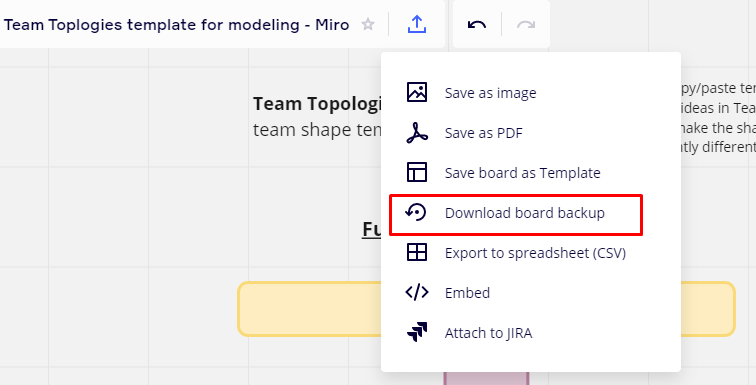 Team Toplogies template for modeling - Miro
Team Topologi
team shape ten
py/paste ten
ideas in Tea
make the sha
ntly different
Save as image
Save as PDF
Save board as Template
Download board backup
Export to spreadsheet (CSV)
Embed
Attach to JIRA
Fu